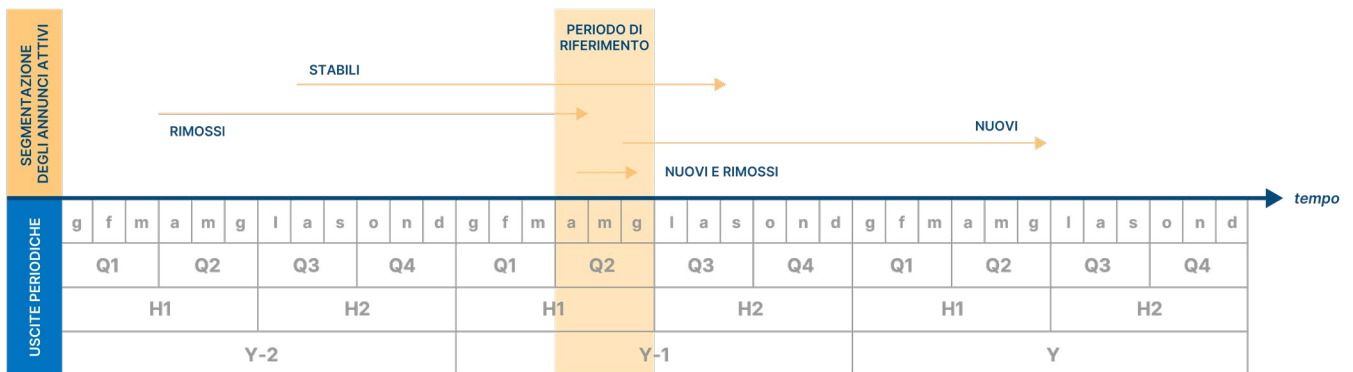 SEGMENTAZIONE
DEGLI ANNUNCI ATTIVI
PERIODO DI
RIFERIMENTO
STABILI
RIMOSSI
NUOVI
NUOVI E RIMOSSI
tempo
USCITE PERIODICHE
g f m a m g l a s o n d g f m a m g l a s o n d g f m a m g l a s o n d
Q1 Q2 Q3 Q4 Q1 Q2 Q3 Q4 Q1 Q2 Q3 Q4
H1 H2 H1 H2 H1 H2
Y-2 Y-1 Y